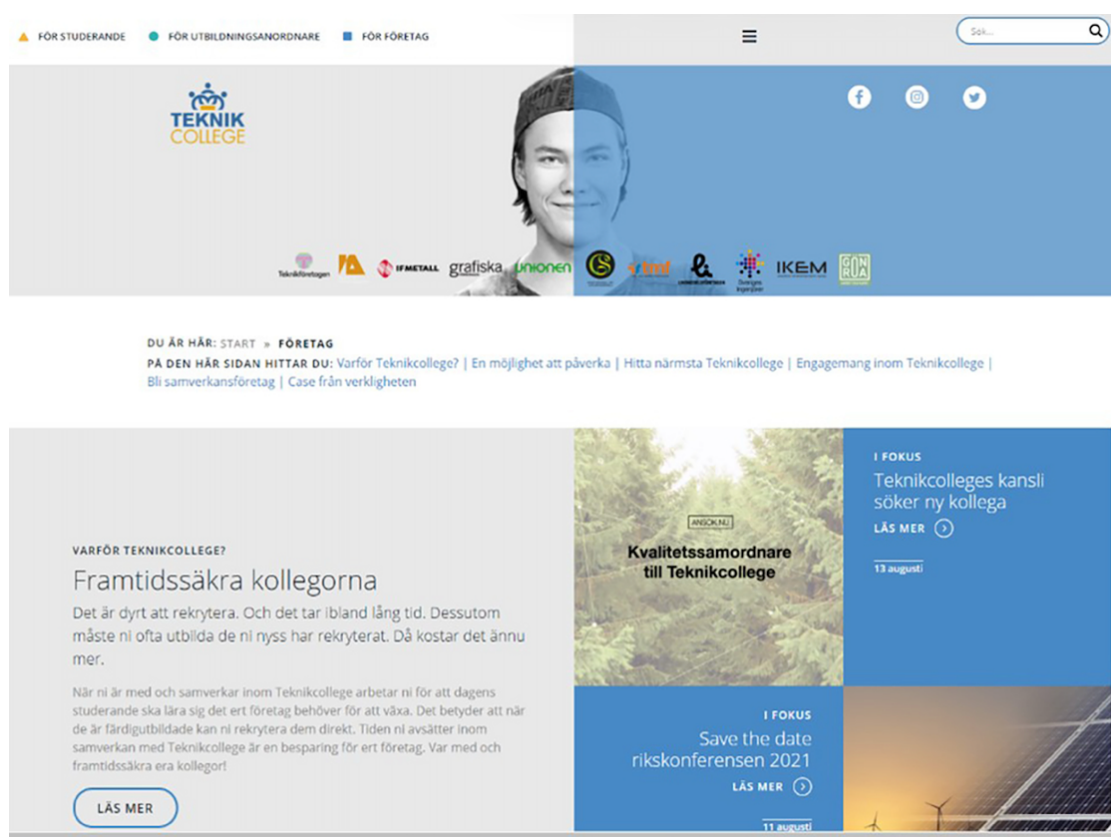 FÖR STUDERANDE FÖR UTBILDNINGSANORDNARE FÖR FÖRETAG
Sök...
TEKNIK
COLLEGE
Teknikföretagen IF METALL grafiska unionen tmf li Sveriges Ingenjörer IKEM
DU ÄR HÄR: START » FÖRETAG
PÅ DEN HÄR SIDAN HITTAR DU: Varför Teknikcollege? | En möjlighet att påverka | Hitta närmsta Teknikcollege | Engagemang inom Teknikcollege |
Bli samverkansföretag | Case från verkligheten
VARFÖR TEKNIKCOLLEGE?
Framtidssäkra kollegorna
Det är dyrt att rekrytera. Och det tar ibland lång tid. Dessutom
måste ni ofta utbilda de ni nyss har rekryterat. Då kostar det ännu
mer.
När ni är med och samverkar inom Teknikcollege arbetar ni för att dagens
studerande ska lära sig det ert företag behöver för att växa. Det betyder att när
de är färdigutbildade kan ni rekrytera dem direkt. Tiden ni avsätter inom
samverkan med Teknikcollege är en besparing för ert företag. Var med och
framtidssäkra era kollegor!
LÄS MER
ANSÖK NU
Kvalitetssamordnare
till Teknikcollege
I FOKUS
Teknikcolleges kansli
söker ny kollega
LÄS MER
13 augusti
I FOKUS
Save the date
rikskonferensen 2021
LÄS MER
11 augusti